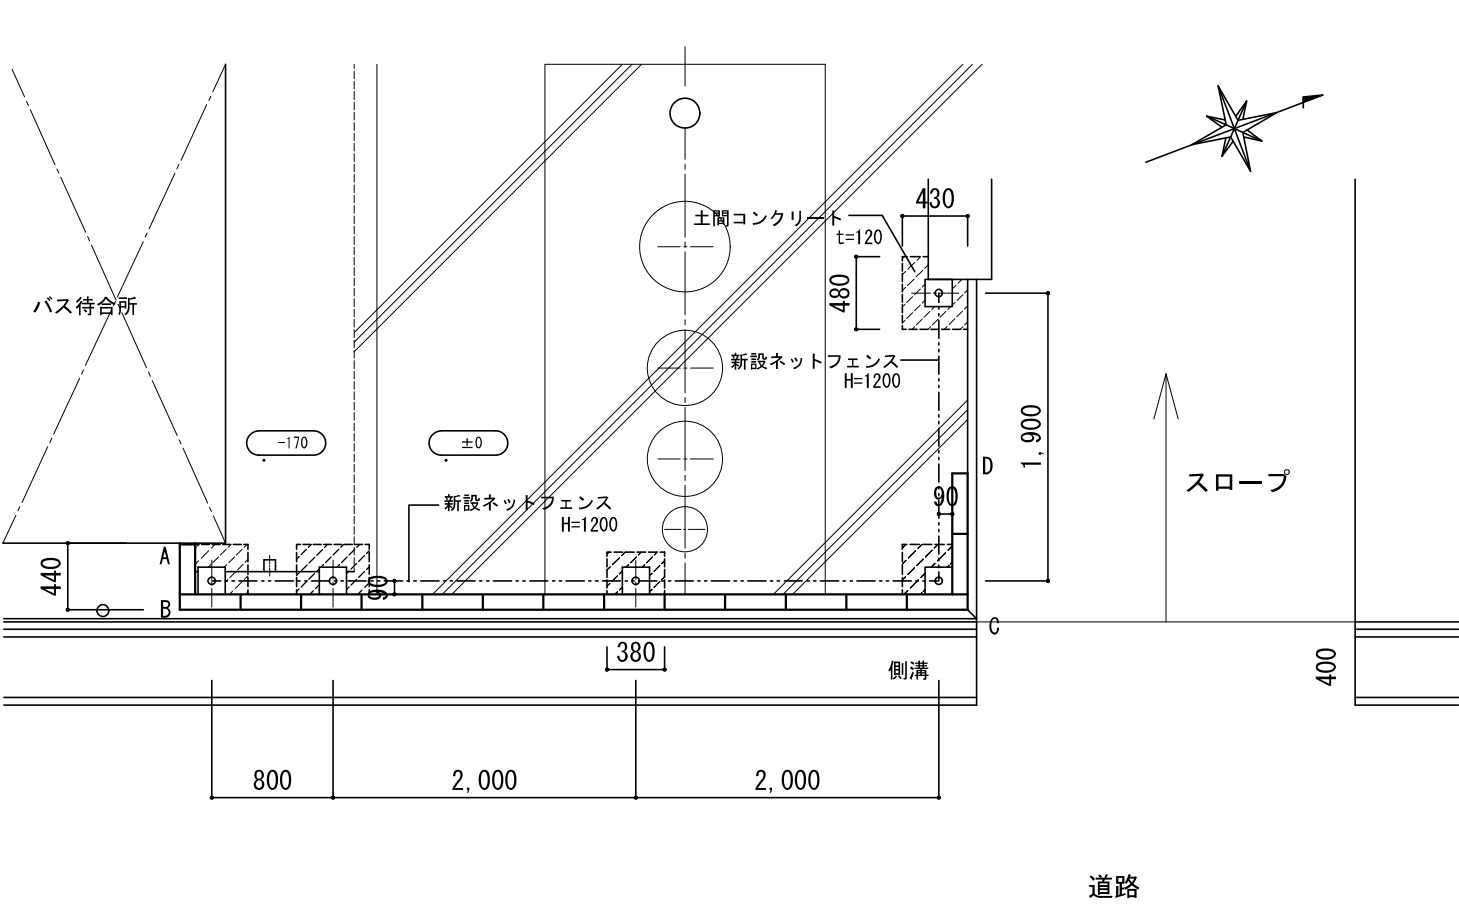 430
土間コンクリート
t=120
480
バス待合所
新設ネットフェンス
H=1200
1,900
-170
±0
D
スロープ
90
新設ネットフェンス
H=1200
A
440
90
B
C
380
側溝
400
800
2,000
2,000
道路